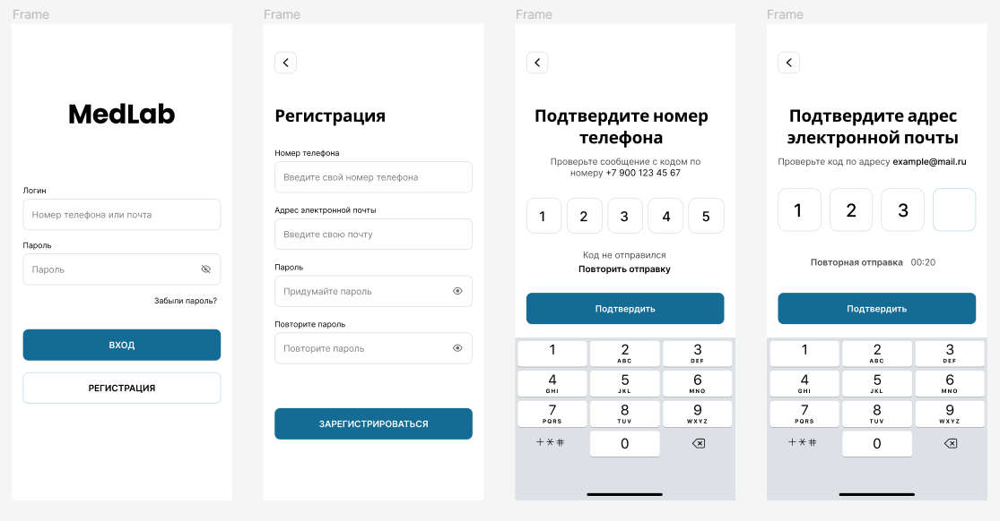 Frame
MedLab
Логин
Номер телефона или почта
Пароль
Пароль
Забыли пароль?
ВХОД
РЕГИСТРАЦИЯ
Frame
Регистрация
Номер телефона
Введите свой номер телефона
Адрес электронной почты
Введите свою почту
Пароль
Придумайте пароль
Повторите пароль
Повторите пароль
ЗАРЕГИСТРИРОВАТЬСЯ
Frame
Подтвердите номер
телефона
Проверьте сообщение с кодом по
номеру +7 900 123 45 67
1 2 3 4 5
Код не отправился
Повторить отправку
Подтвердить
1 2 3
ABC DEF
4 5 6
GHI JKL MNO
7 8 9
PQRS TUV WXYZ
+*# 0
Frame
Подтвердите адрес
электронной почты
Проверьте код по адресу example@mail.ru
1 2 3
Повторная отправка 00:20
Подтвердить
1 2 3
ABC DEF
4 5 6
GHI JKL MNO
7 8 9
PQRS TUV WXYZ
+*# 0